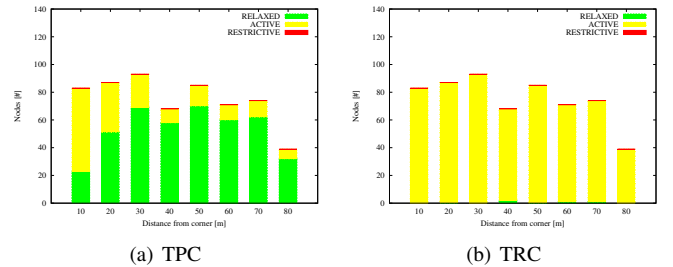 140
120
100
80
60
40
20
0
Nodes [#]
RELAXED
ACTIVE
RESTRICTIVE
10 20 30 40 50 60 70 80
Distance from corner [m]
(a) TPC
140
120
100
80
60
40
20
0
Nodes [#]
RELAXED
ACTIVE
RESTRICTIVE
10 20 30 40 50 60 70 80
Distance from corner [m]
(b) TRC